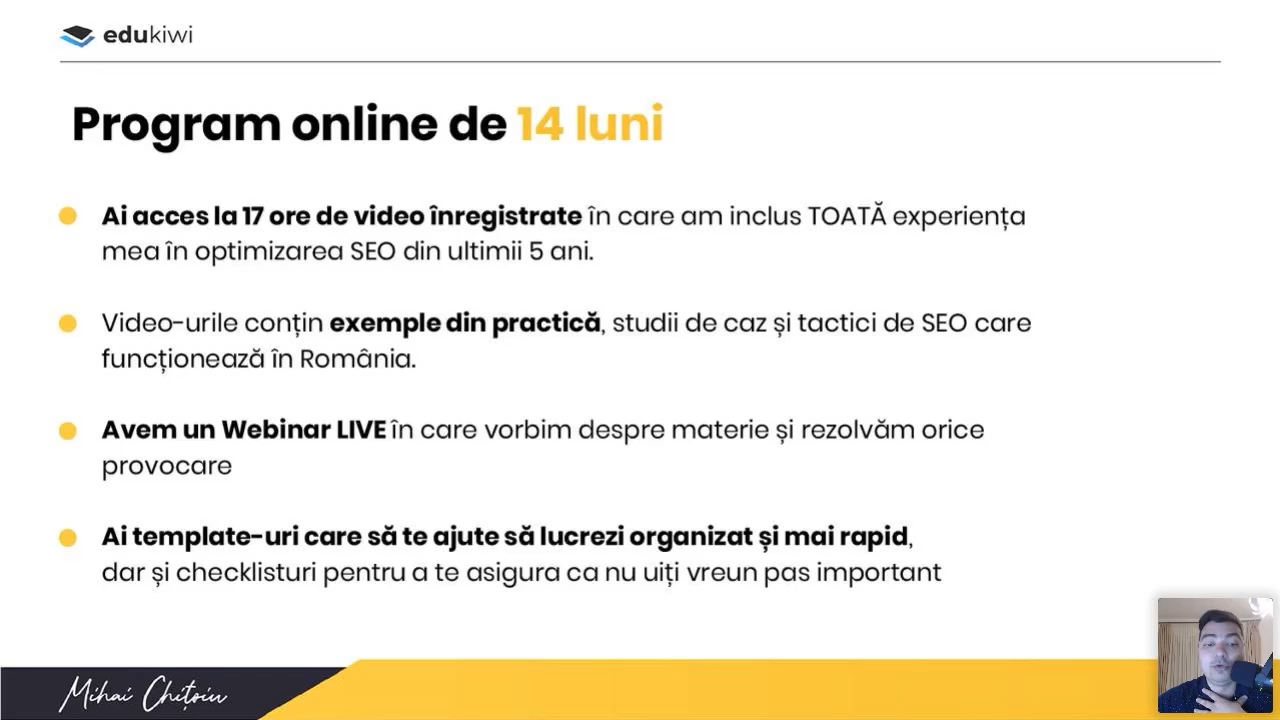 edukiwi
Program online de 14 luni
Ai acces la 17 ore de video înregistrate în care am inclus TOATĂ experiența
mea în optimizarea SEO din ultimii 5 ani.
Video-urile conțin exemple din practică, studii de caz și tactici de SEO care
funcționează în România.
Avem un Webinar LIVE în care vorbim despre materie și rezolvăm orice
provocare
Ai template-uri care să te ajute să lucrezi organizat și mai rapid,
dar și checklisturi pentru a te asigura ca nu uiți vreun pas important
Mihai Chițoiu